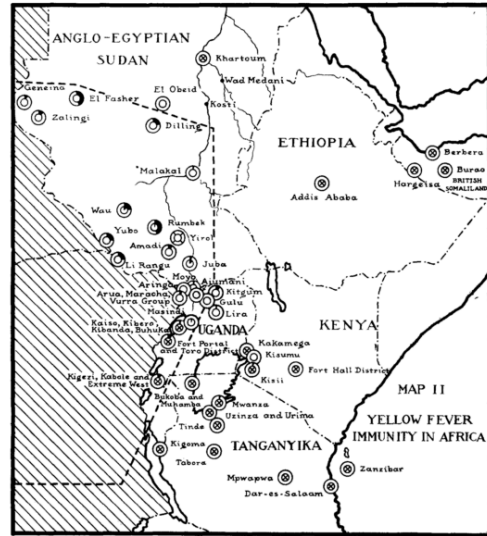 ANGLO-EGYPTIAN
SUDAN
Khartoum
Wad Medani
Geneina
El Fasher
El Obeid
Kosti
Zalingi
Dilling
ETHIOPIA
Berbera
Malakal
Hargeisa
Burao
BRITISH
SOMALILAND
Addis Ababa
Wau
Rumbek
Yubo
Yirol
Amadi
Li Rangu
Juba
Moyo
Aringa
Ajumani
Arua, Maracha,
Kitgum
Vurra Group
Gulu
Masindi
Lira
KENYA
Kaiso, Kibero,
UGANDA
Kibanda, Buhuka
Kakamega
Fort Portal
and Toro District
Kisumu
Kigezi, Kabale and
Extreme West
Kisii
Fort Hall District
MAP II
Bukoba and
Muhamba
Mwanza
Uzinza and Urima
YELLOW FEVER
IMMUNITY IN AFRICA
Tinde
Kigoma
TANGANYIKA
Tabora
Zanzibar
Mpwapwa
Dar-es-Salaam